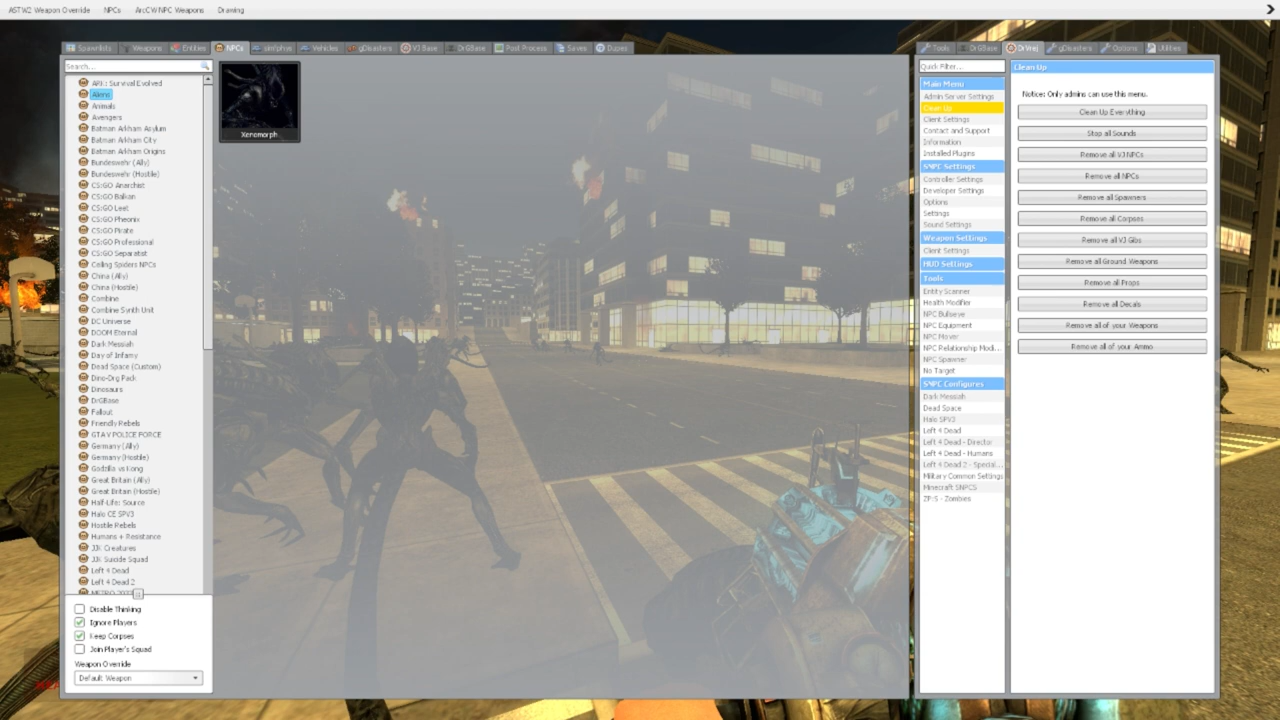 ASTW2 Weapon Override NPCs ArcCW NPC Weapons Drawing
Spawnlists Weapons Entities NPCs simfphys Vehicles gDisasters VJ Base DrGBase Post Process Saves Dupes
Tools DrGBase DrVrej gDisasters Options Utilities
Search...
ARK: Survival Evolved
Aliens
Animals
Avengers
Batman Arkham Asylum
Batman Arkham City
Batman Arkham Origins
Bundeswehr (Ally)
Bundeswehr (Hostile)
CS:GO Anarchist
CS:GO Balkan
CS:GO Leet
CS:GO Pheonix
CS:GO Pirate
CS:GO Professional
CS:GO Separatist
Ceiling Spiders NPCs
China (Ally)
China (Hostile)
Combine
Combine Synth Unit
DC Universe
DOOM Eternal
Dark Messiah
Day of Infamy
Dead Space (Custom)
Dino-Org Pack
Dinosaurs
DrGBase
Fallout
Friendly Rebels
GTA V POLICE FORCE
Germany (Ally)
Germany (Hostile)
Godzilla vs Kong
Great Britain (Ally)
Great Britain (Hostile)
Half-Life: Source
Halo CE SPV3
Hostile Rebels
Humans + Resistance
JJK Creatures
JJK Suicide Squad
Left 4 Dead
Left 4 Dead 2
Disable Thinking
Ignore Players
Keep Corpses
Join Player's Squad
Weapon Override
Default Weapon
Xenomorph
Quick Filter...
Main Menu
Admin Server Settings
Clean Up
Client Settings
Contact and Support
Information
Installed Plugins
SNPC Settings
Controller Settings
Developer Settings
Options
Settings
Sound Settings
Weapon Settings
Client Settings
HUD Settings
Tools
Entity Scanner
Health Modifier
NPC Bullseye
NPC Equipment
NPC Mover
NPC Relationship Modi...
NPC Spawner
No Target
SNPC Configures
Dark Messiah
Dead Space
Halo SPV3
Left 4 Dead
Left 4 Dead - Director
Left 4 Dead - Humans
Left 4 Dead 2 - Special...
Military Common Settings
Minecraft SNPCS
ZPS - Zombies
Clean Up
Notice: Only admins can use this menu.
Clean Up Everything
Stop all Sounds
Remove all VJ NPCs
Remove all NPCs
Remove all Spawners
Remove all Corpses
Remove all VJ Gibs
Remove all Ground Weapons
Remove all Props
Remove all Decals
Remove all of your Weapons
Remove all of your Ammo